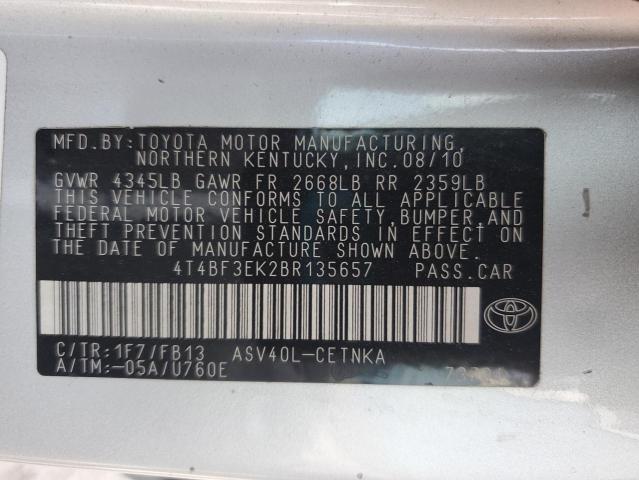 MFD.BY:TOYOTA MOTOR MANUFACTURING,
NORTHERN KENTUCKY,INC.08/10
GVWR 4345LB GAWR FR 2668LB RR 2359LB
THIS VEHICLE CONFORMS TO ALL APPLICABLE
FEDERAL MOTOR VEHICLE SAFETY, BUMPER, AND
THEFT PREVENTION STANDARDS IN EFFECT ON
THE DATE OF MANUFACTURE SHOWN ABOVE.
4T4BF3EK2BR135657 PASS.CAR
C/TR:1F7/FB13 ASV40L-CETNKA
A/TM:-05A/U760E